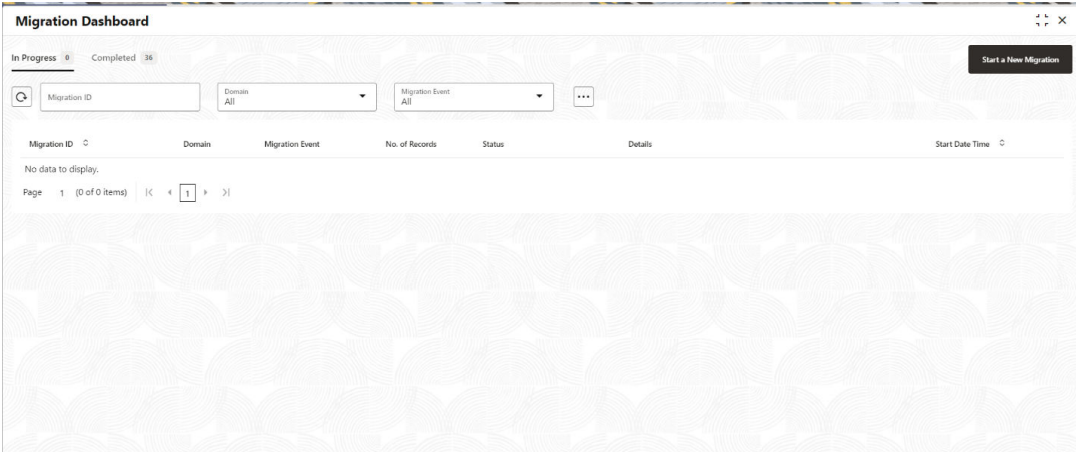 Migration Dashboard
In Progress 0 Completed 36
Start a New Migration
Migration ID
Domain
All
Migration Event
All
Migration ID Domain Migration Event No. of Records Status Details Start Date Time
No data to display.
Page 1 (0 of 0 items) 1